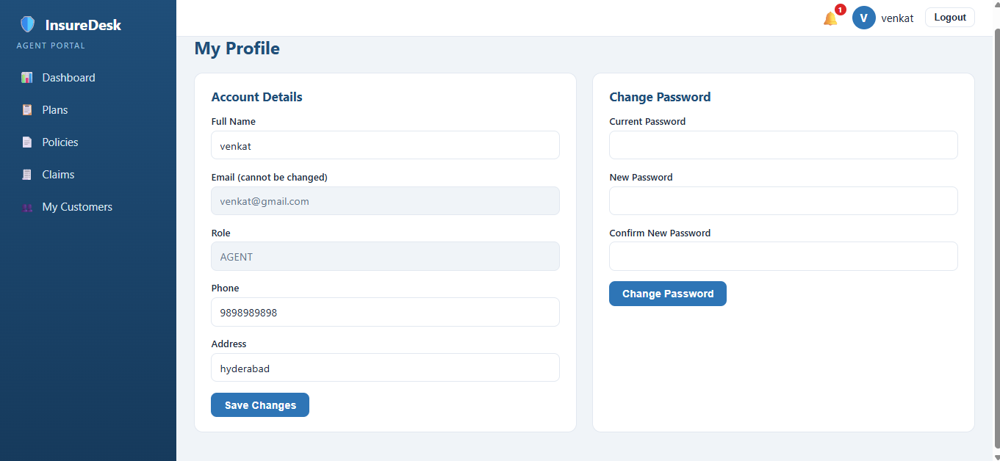 InsureDesk
AGENT PORTAL
Dashboard
Plans
Policies
Claims
My Customers
1
V
venkat
Logout
My Profile
Account Details
Full Name
venkat
Email (cannot be changed)
venkat@gmail.com
Role
AGENT
Phone
9898989898
Address
hyderabad
Save Changes
Change Password
Current Password
New Password
Confirm New Password
Change Password